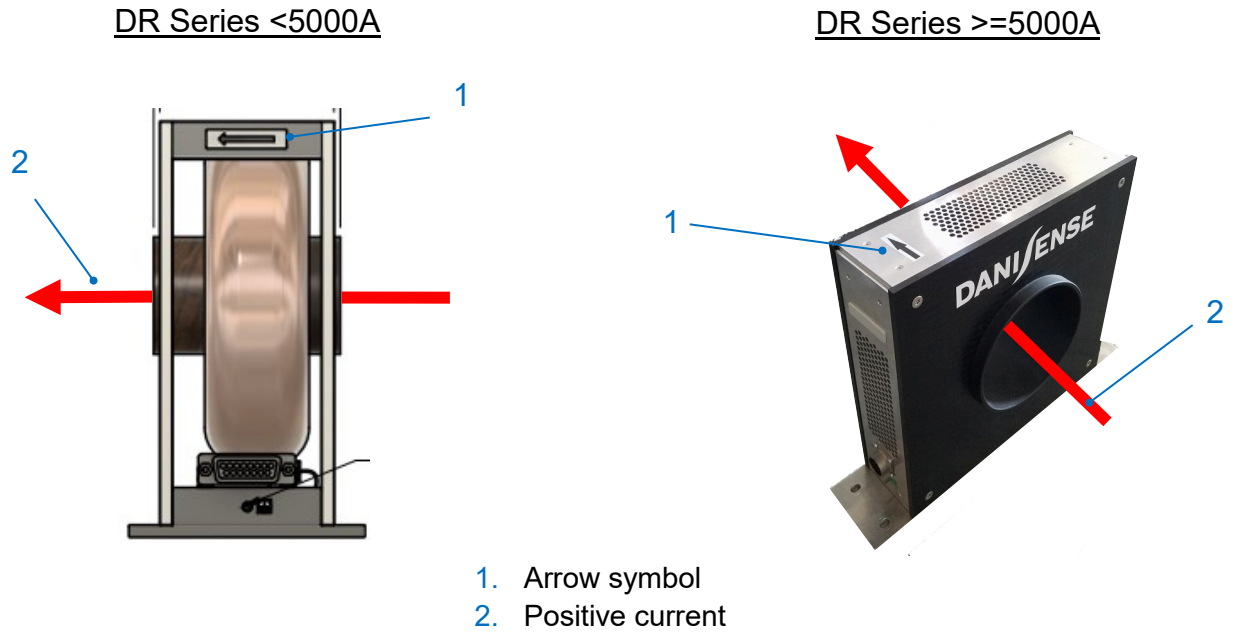 DR Series <5000A
DR Series >=5000A
1
2
1
DANISENSE
2
1. Arrow symbol
2. Positive current